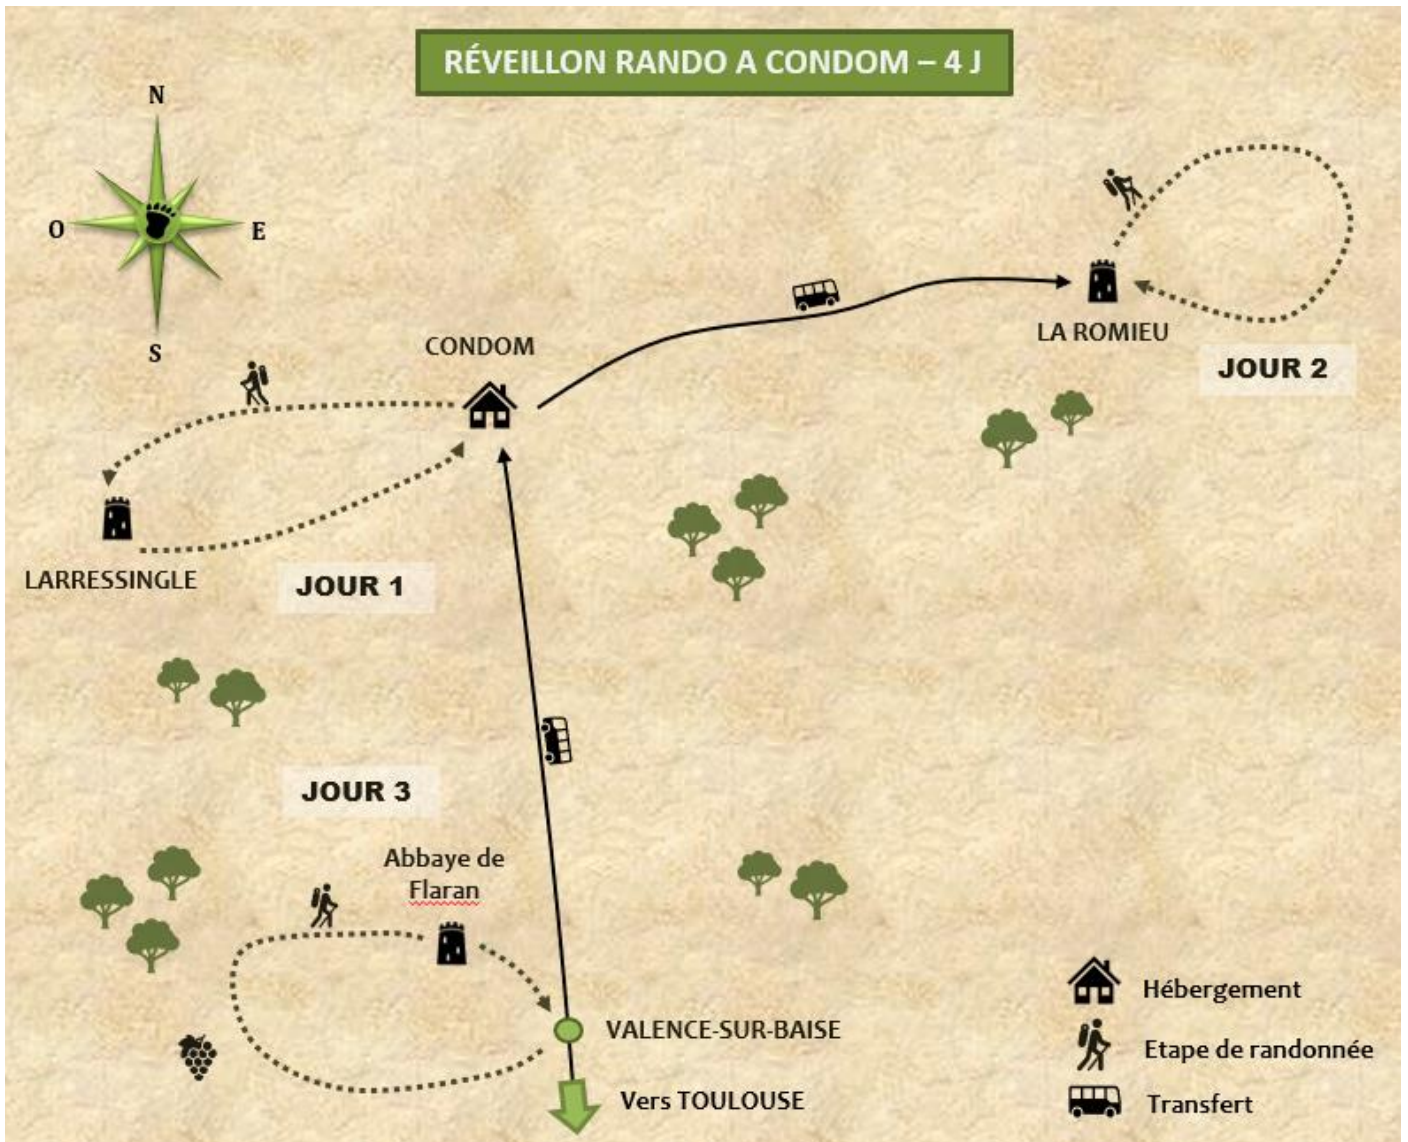 RÉVEILLON RANDO A CONDOM – 4 J
N
O
E
S
CONDOM
LA ROMIEU
JOUR 2
LARRESSINGLE
JOUR 1
JOUR 3
Abbaye de
Flaran
VALENCE-SUR-BAISE
Vers TOULOUSE
Hébergement
Etape de randonnée
Transfert